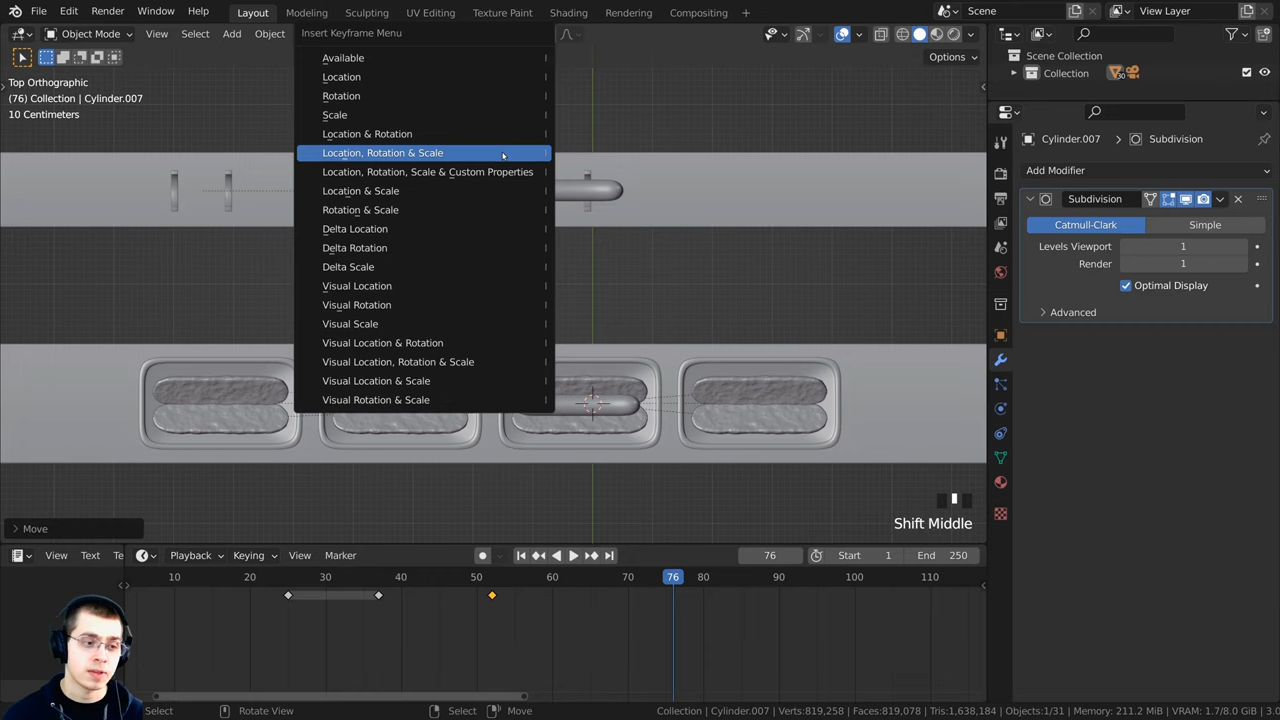 File Edit Render Window Help Layout Modeling Sculpting UV Editing Texture Paint Shading Rendering Compositing + Scene View Layer
Object Mode View Select Add Object
Insert Keyframe Menu
Options
Top Orthographic
(76) Collection | Cylinder.007
10 Centimeters
Available
Location
Rotation
Scale
Location & Rotation
Location, Rotation & Scale
Location, Rotation, Scale & Custom Properties
Location & Scale
Rotation & Scale
Delta Location
Delta Rotation
Delta Scale
Visual Location
Visual Rotation
Visual Scale
Visual Location & Rotation
Visual Location, Rotation & Scale
Visual Location & Scale
Visual Rotation & Scale
Scene Collection
Collection 30
Cylinder.007 Subdivision
Add Modifier
Subdivision
Catmull-Clark Simple
Levels Viewport 1
Render 1
Optimal Display
Advanced
Shift Middle
Move
View Text Te Playback Keying View Marker 76 Start 1 End 250
10 20 30 40 50 60 70 76 80 90 100 110
Select Rotate View Select Move Collection | Cylinder.007 | Verts:819,258 | Faces:819,078 | Tris:1,638,184 | Objects:1/31 | Memory: 211.2 MiB | VRAM: 1.7/8.0 GiB | 3.